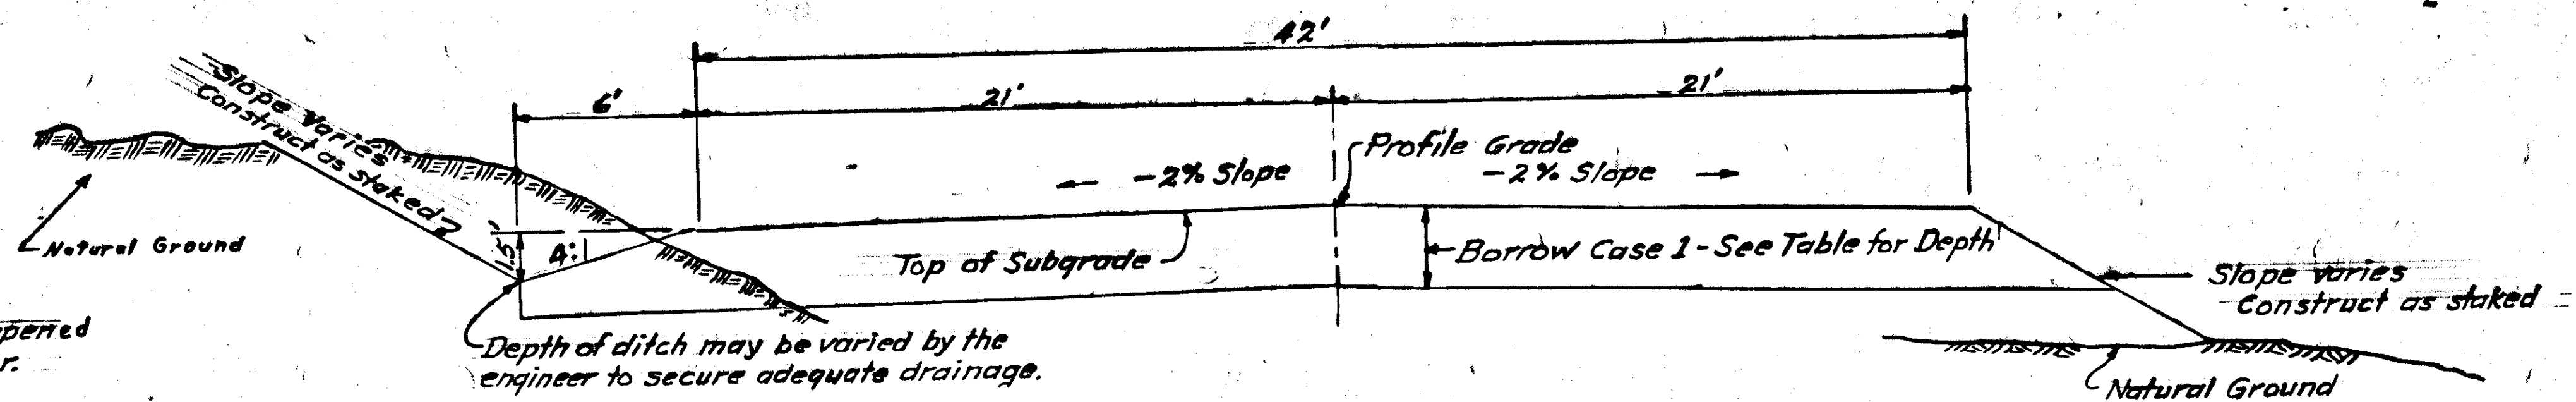 42'
6'
21'
21'
Slope Varies
Construct as staked
Profile Grade
-2% Slope
-2% Slope
Natural Ground
1.5'
4:1
Top of Subgrade
Borrow Case 1 - See Table for Depth
Slope varies
Construct as staked
Depth of ditch may be varied by the
engineer to secure adequate drainage.
Natural Ground